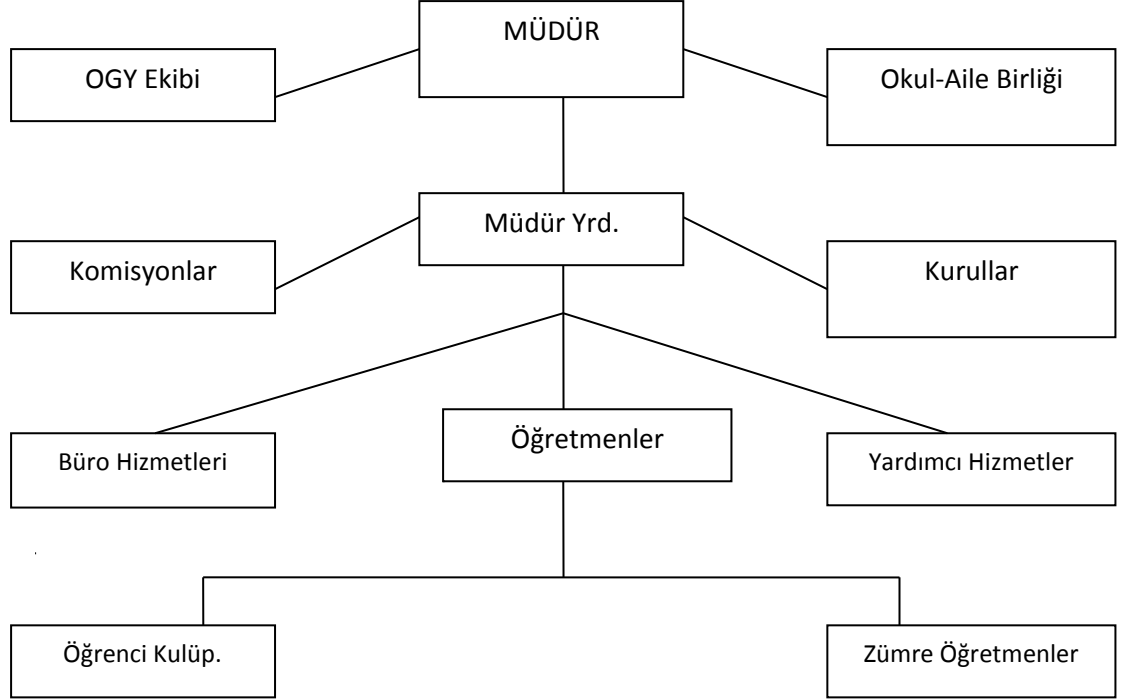 MÜDÜR
OGY Ekibi
Okul-Aile Birliği
Müdür Yrd.
Komisyonlar
Kurullar
Büro Hizmetleri
Öğretmenler
Yardımcı Hizmetler
Öğrenci Kulüp.
Zümre Öğretmenler